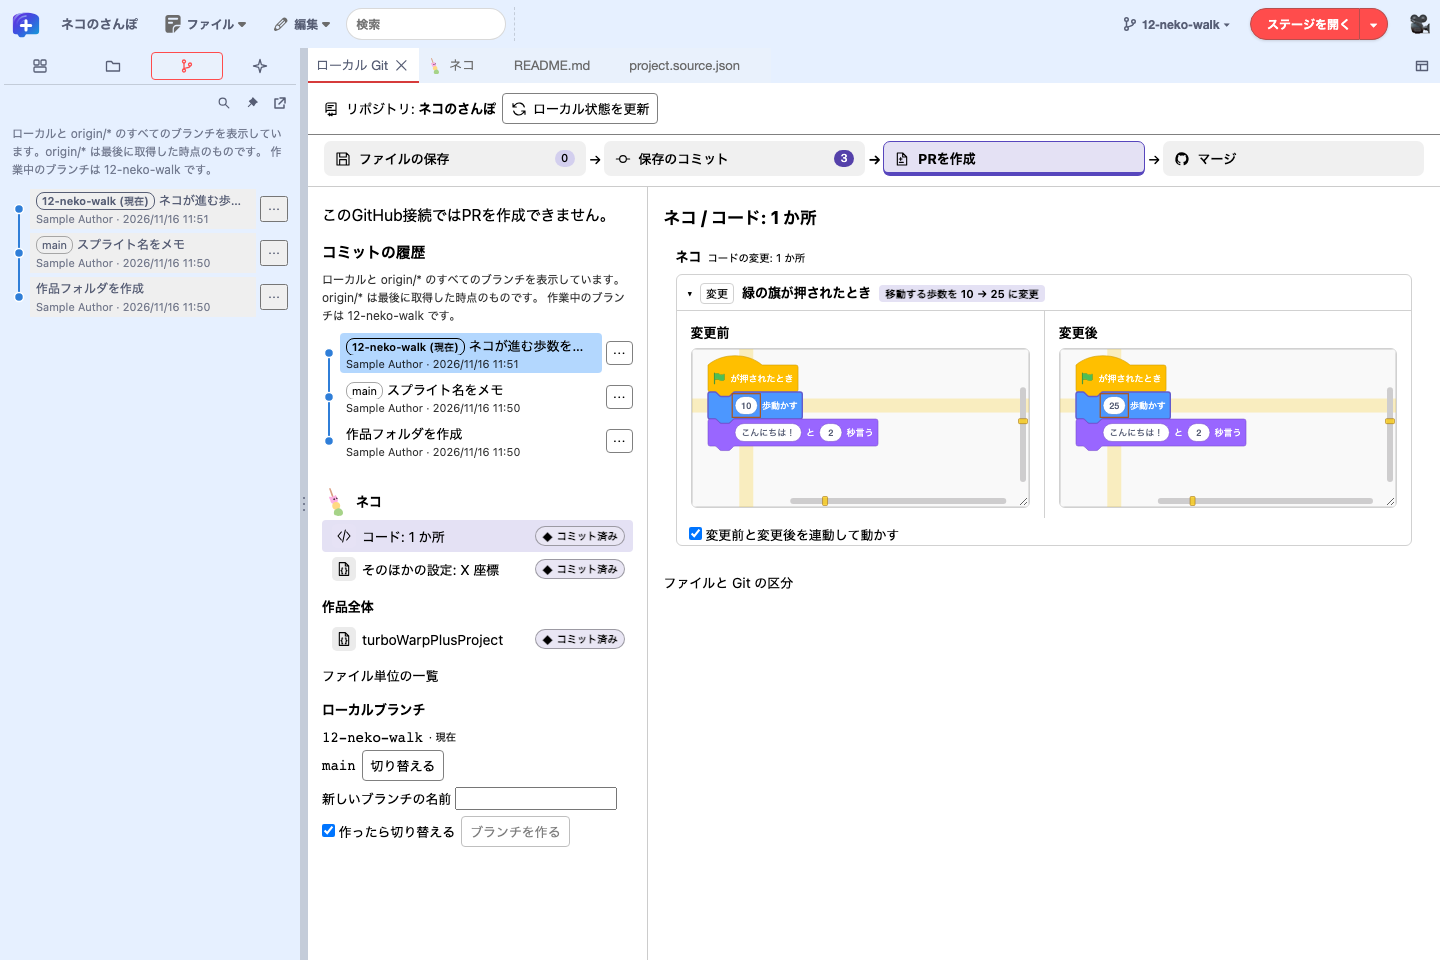 ネコのさんぽ
ファイル
編集
検索
12-neko-walk
ステージを開く
ローカルと origin/* のすべてのブランチを表示してい
ます。origin/* は最後に取得した時点のものです。 作
業中のブランチは 12-neko-walk です。
12-neko-walk (現在) ネコが進む歩...
Sample Author · 2026/11/16 11:51
main スプライト名をメモ
Sample Author · 2026/11/16 11:50
作品フォルダを作成
Sample Author · 2026/11/16 11:50
ローカル Git
ネコ
README.md
project.source.json
リポジトリ: ネコのさんぽ
ローカル状態を更新
ファイルの保存 0
保存のコミット 3
PRを作成
マージ
このGitHub接続ではPRを作成できません。
コミットの履歴
ローカルと origin/* のすべてのブランチを表示しています。
origin/* は最後に取得した時点のものです。 作業中のブラン
チは 12-neko-walk です。
12-neko-walk (現在) ネコが進む歩数を...
Sample Author · 2026/11/16 11:51
main スプライト名をメモ
Sample Author · 2026/11/16 11:50
作品フォルダを作成
Sample Author · 2026/11/16 11:50
ネコ
コード: 1 か所 ◆ コミット済み
そのほかの設定: X 座標 ◆ コミット済み
作品全体
turboWarpPlusProject ◆ コミット済み
ファイル単位の一覧
ローカルブランチ
12-neko-walk · 現在
main 切り替える
新しいブランチの名前
作ったら切り替える ブランチを作る
ネコ / コード: 1 か所
ネコ コードの変更: 1 か所
変更 緑の旗が押されたとき 移動する歩数を 10 → 25 に変更
変更前
が押されたとき
10 歩動かす
こんにちは！ と 2 秒言う
変更後
が押されたとき
25 歩動かす
こんにちは！ と 2 秒言う
変更前と変更後を連動して動かす
ファイルと Git の区分